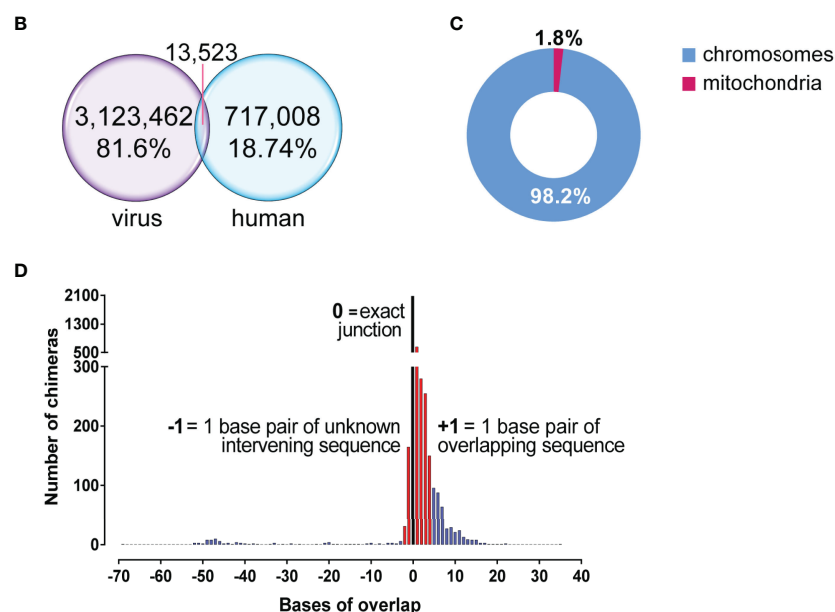 B
13,523
3,123,462
81.6%
717,008
18.74%
virus
human
C
1.8%
98.2%
chromosomes
mitochondria
D
Number of chimeras
2100
1300
500
300
200
100
0
0 = exact
junction
-1 = 1 base pair of unknown
intervening sequence
+1 = 1 base pair of
overlapping sequence
-70 -60 -50 -40 -30 -20 -10 0 10 20 30 40
Bases of overlap